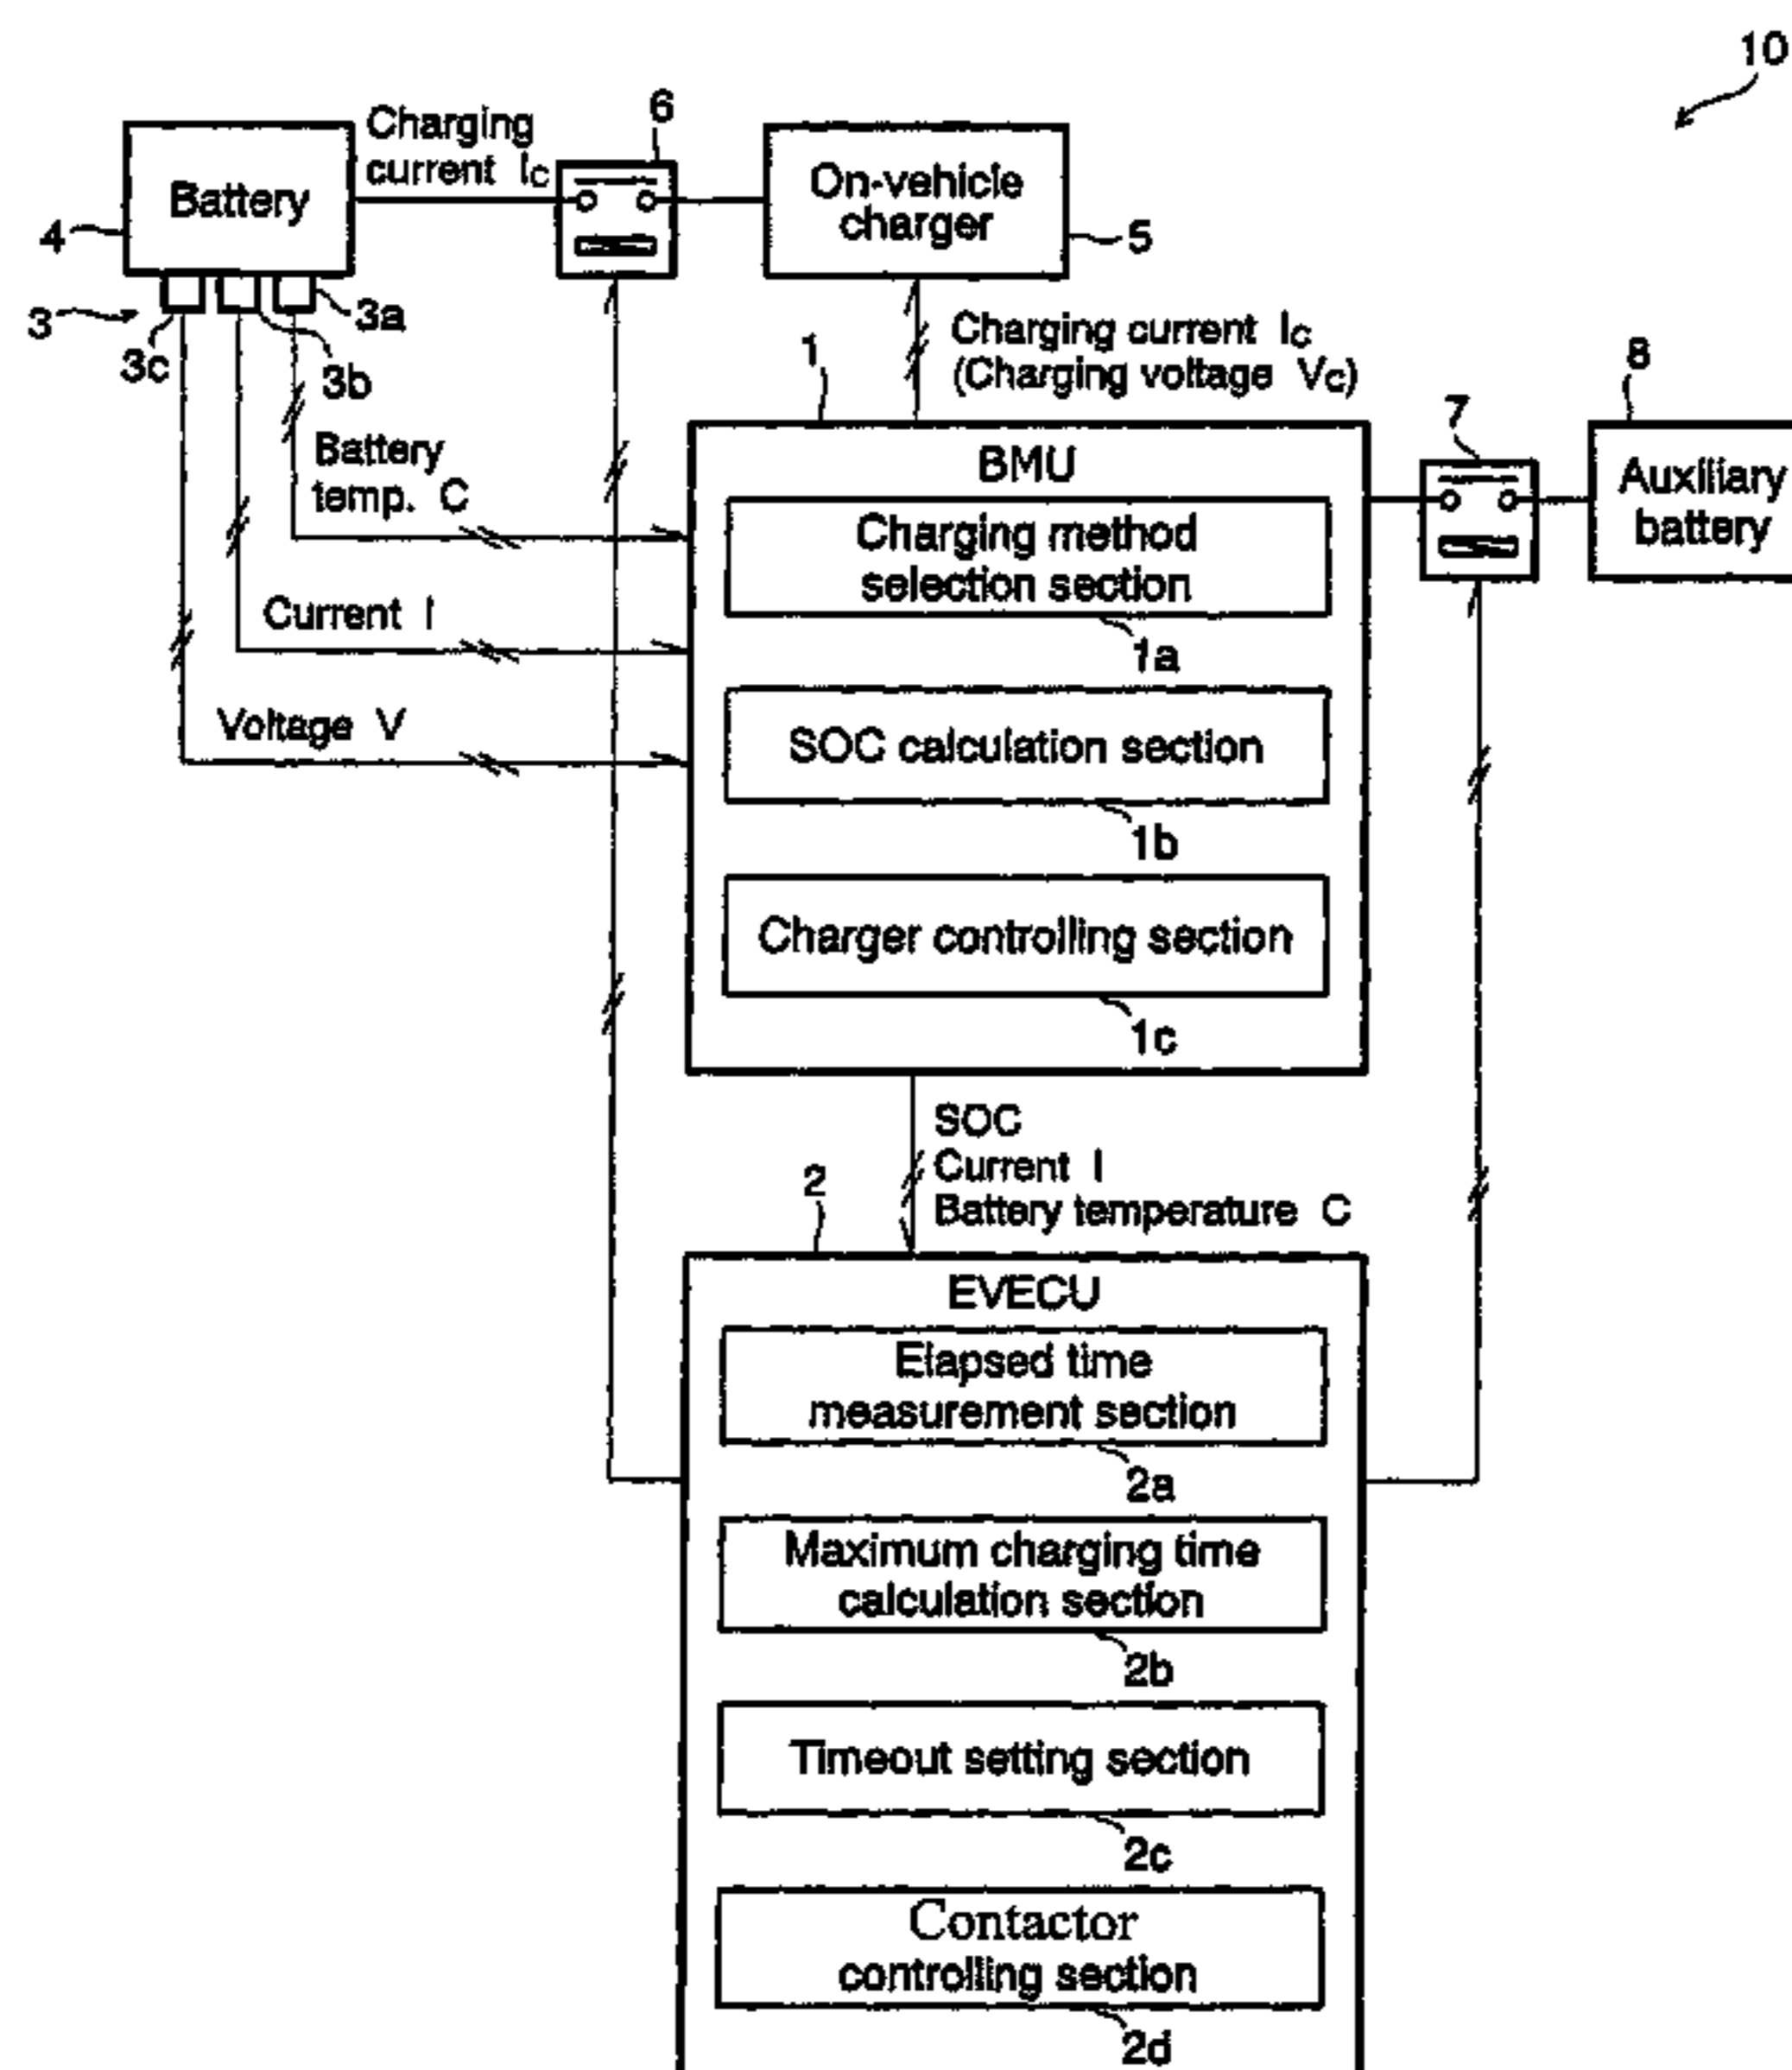 10
Charging
current IC
6
Battery
On-vehicle
charger
4
5
3
3a
3c
3b
Charging current IC
(Charging voltage VC)
1
8
7
Battery
temp. C
BMU
Auxiliary
battery
Charging method
selection section
1a
Current I
SOC calculation section
1b
Voltage V
Charger controlling section
1c
SOC
Current I
Battery temperature C
2
EVECU
Elapsed time
measurement section
2a
Maximum charging time
calculation section
2b
Timeout setting section
2c
Contactor
controlling section
2d